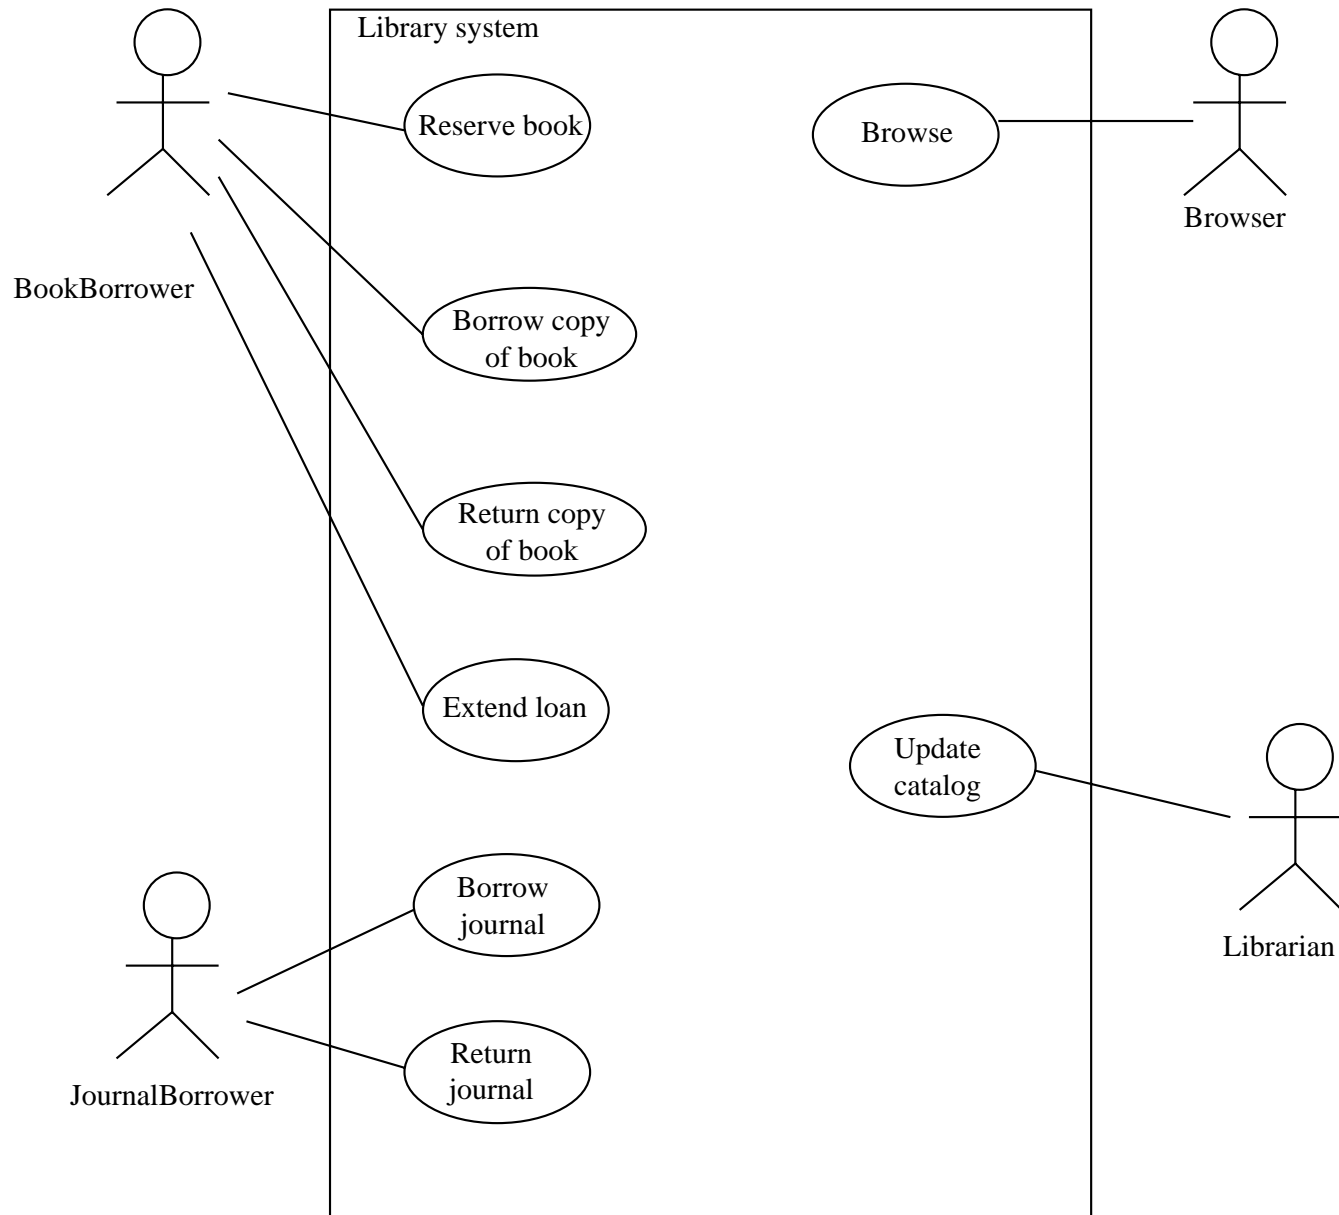 Library system
Reserve book
Browse
Browser
BookBorrower
Borrow copy
of book
Return copy
of book
Extend loan
Update
catalog
Borrow
journal
Librarian
Return
journal
JournalBorrower